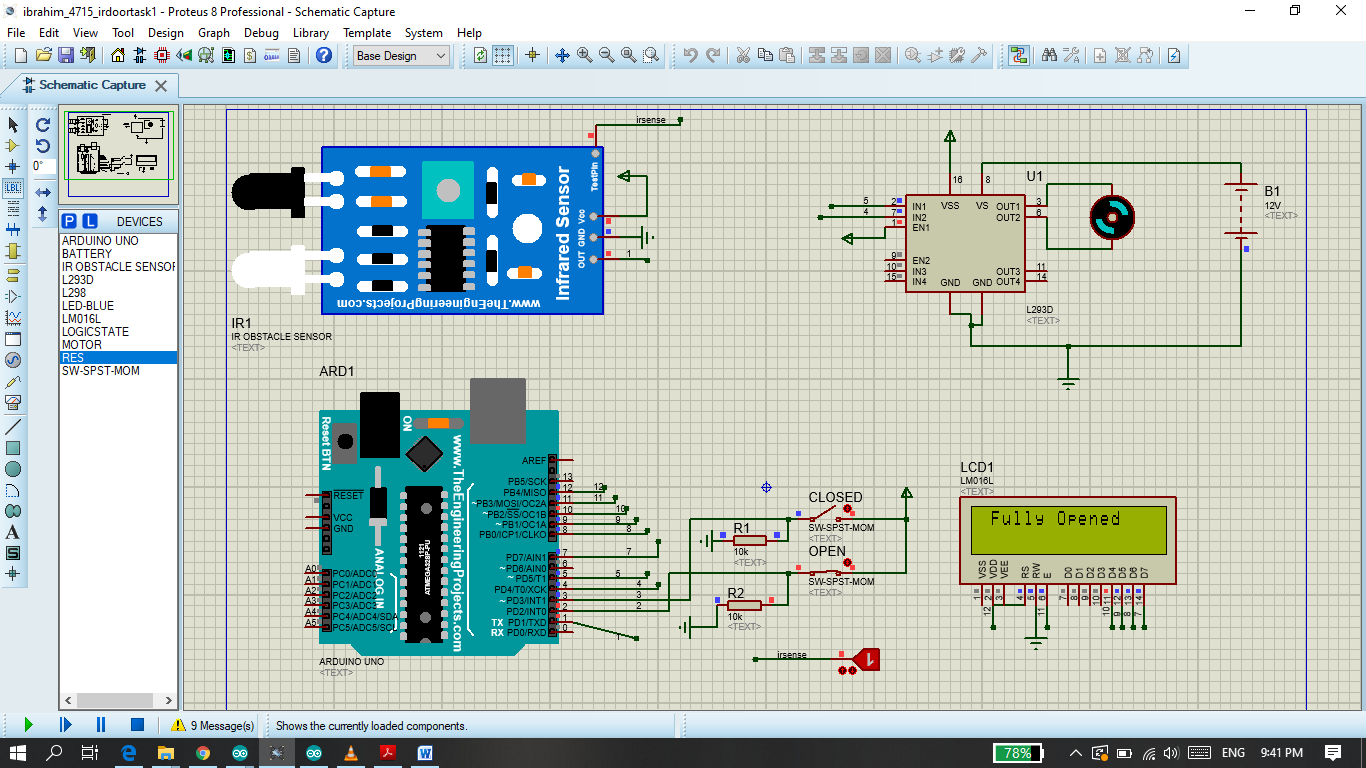 ibrahim_4715_irdoortask1 - Proteus 8 Professional - Schematic Capture
File Edit View Tool Design Graph Debug Library Template System Help
Base Design
Schematic Capture
0°
LBL
P L DEVICES
ARDUINO UNO
BATTERY
IR OBSTACLE SENSOR
L293D
L298
LED-BLUE
LM016L
LOGICSTATE
MOTOR
RES
SW-SPST-MOM
irsense
TestPin
Infrared Sensor
OUT GND Vcc
1
www.TheEngineeringProjects.com
IR1
IR OBSTACLE SENSOR
<TEXT>
U1
16 8
VSS VS
5 2 IN1 OUT1 3
4 7 IN2 OUT2 6
1 EN1
9 EN2
10 IN3 OUT3 11
15 IN4 OUT4 14
GND GND
L293D
<TEXT>
B1
12V
<TEXT>
ARD1
Reset BTN
ON
www.TheEngineeringProjects.com
ANALOG IN
ATMEGA328P-PU
1121
RESET
VCC
GND
A0 PC0/ADC0
A1 PC1/ADC1
A2 PC2/ADC2
A3 PC3/ADC3
A4 PC4/ADC4/SDA
A5 PC5/ADC5/SCL
AREF
PB5/SCK 13
PB4/MISO 12 12
~PB3/MOSI/OC2A 11 11
~PB2/SS/OC1B 10 10
~PB1/OC1A 9 9
PB0/ICP1/CLKO 8 8
PD7/AIN1 7 7
~PD6/AIN0 6
~PD5/T1 5 5
PD4/T0/XCK 4 4
~PD3/INT1 3 3
PD2/INT0 2 2
TX PD1/TXD 1
RX PD0/RXD 0
1
ARDUINO UNO
<TEXT>
CLOSED
SW-SPST-MOM
<TEXT>
R1
10k
<TEXT>
OPEN
SW-SPST-MOM
<TEXT>
R2
10k
<TEXT>
irsense
1
LCD1
LM016L
<TEXT>
Fully Opened
VSS VDD VEE RS RW E D0 D1 D2 D3 D4 D5 D6 D7
1 2 3 4 5 6 7 8 9 10 11 12 13 14
12 11 10 9 8 7
9 Message(s)
Shows the currently loaded components.
78%
ENG
9:41 PM